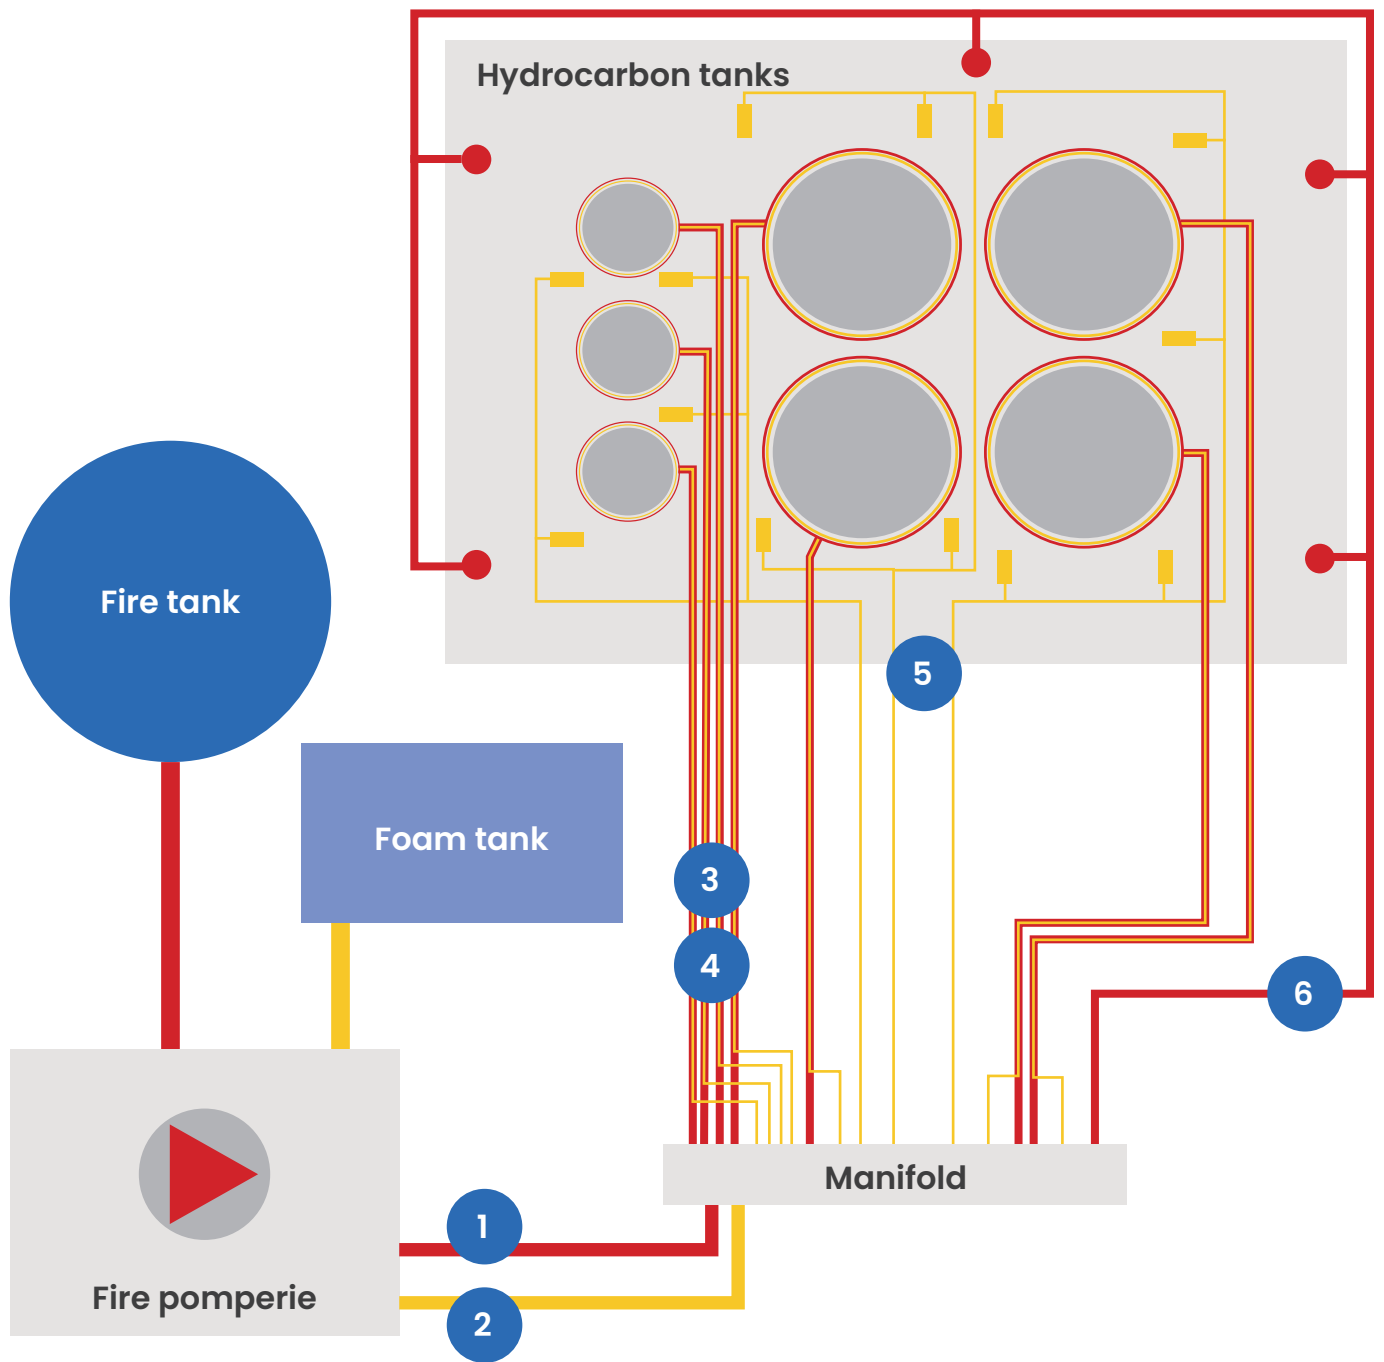 Hydrocarbon tanks
Fire tank
5
Foam tank
3
4
6
Manifold
1
Fire pomperie
2